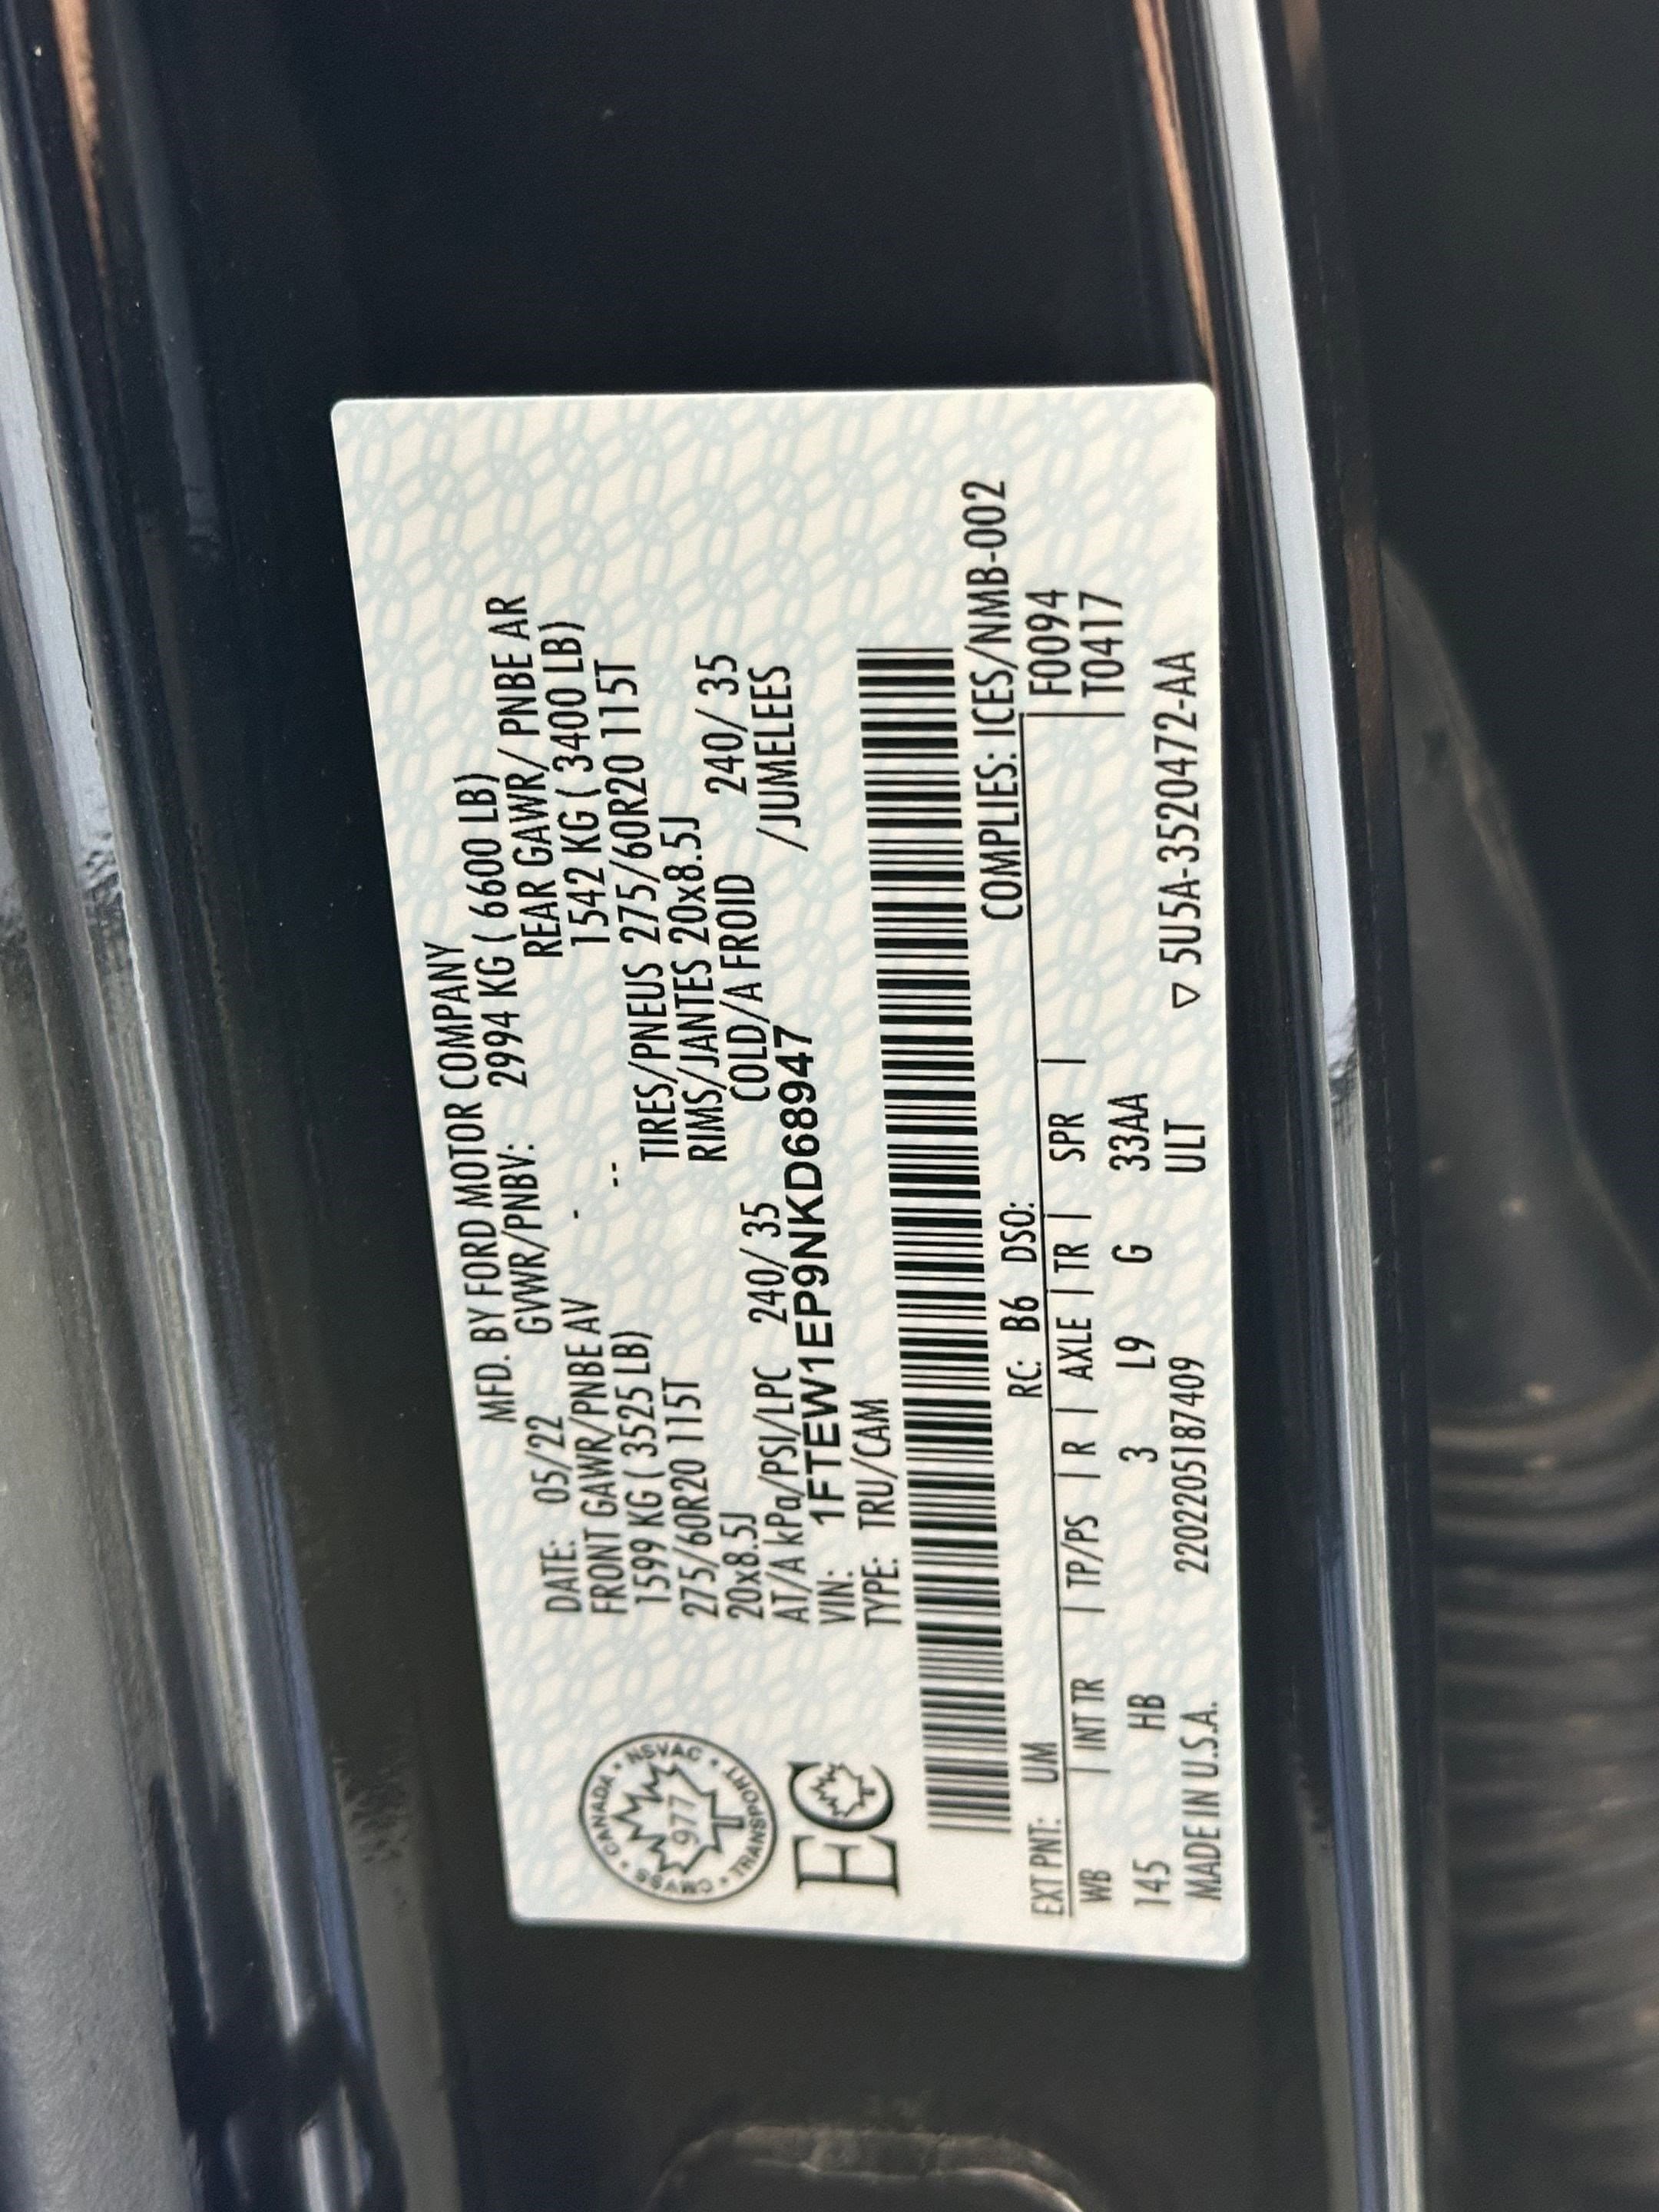 MFD. BY FORD MOTOR COMPANY
DATE: 05/22 GVWR/PNBV: 2994 KG ( 6600 LB)
FRONT GAWR/PNBE AV - REAR GAWR/ PNBE AR
1599 KG ( 3525 LB) -- 1542 KG ( 3400 LB)
275/60R20 115T TIRES/PNEUS 275/60R20 115T
20x8.5J RIMS/JANTES 20x8.5J
AT/A kPa/PSI/LPC 240/ 35 COLD/A FROID 240/ 35
VIN: 1FTEW1EP9NKD68947 /JUMELEES
TYPE: TRU/CAM
CANADA • NSVAC • TRANSPORT • CMVSS •
977
EC
COMPLIES: ICES/NMB-002
EXT PNT: UM RC: B6 DSO: F0094
WB | INT TR | TP/PS | R | AXLE | TR | SPR | T0417
145 HB 3 L9 G 33AA
MADE IN U.S.A. 2202205187409 ULT ▽ 5U5A-3520472-AA